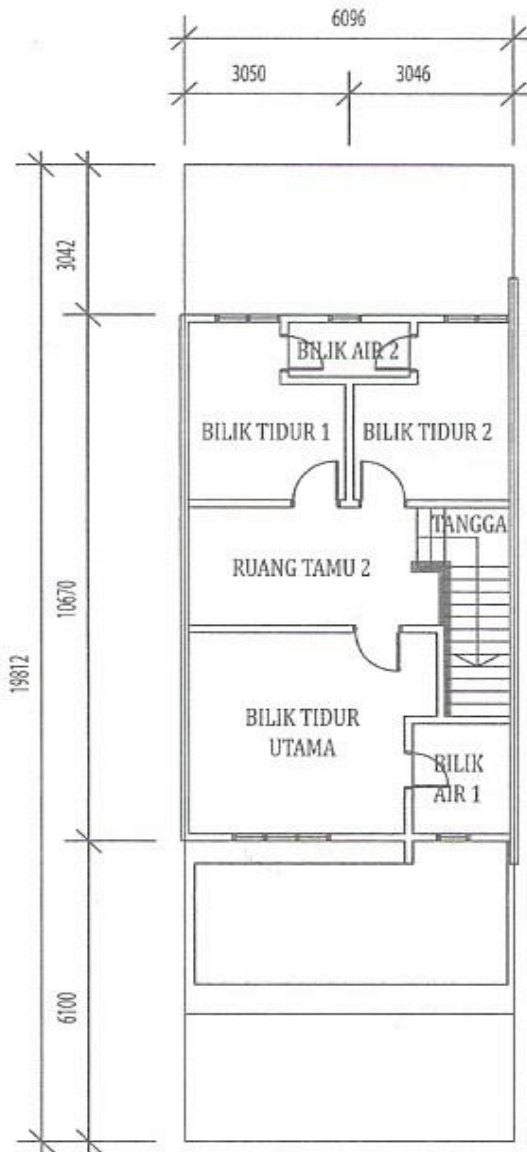 6096
3050
3046
3042
10670
19812
6100
BILIK AIR 2
BILIK TIDUR 1
BILIK TIDUR 2
TANGGA
RUANG TAMU 2
BILIK TIDUR
UTAMA
BILIK
AIR 1